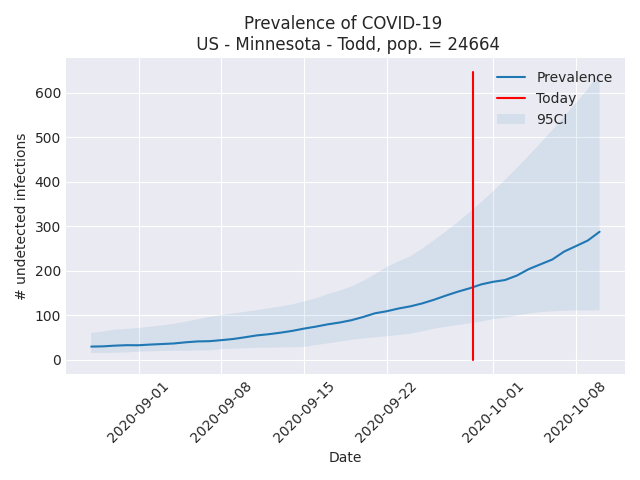 Prevalence of COVID-19
US - Minnesota - Todd, pop. = 24664
Prevalence
Today
95CI
# undetected infections
600
500
400
300
200
100
0
2020-09-01
2020-09-08
2020-09-15
2020-09-22
2020-10-01
2020-10-08
Date